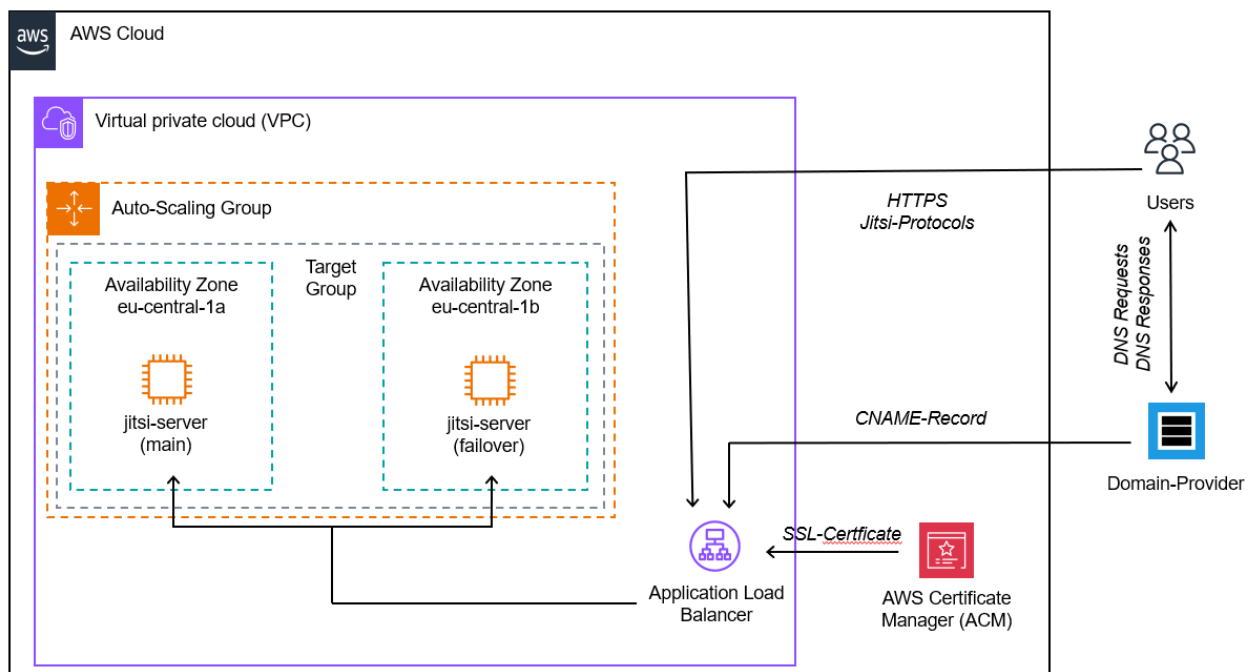 aws
AWS Cloud
Virtual private cloud (VPC)
Auto-Scaling Group
Target
Group
Availability Zone
eu-central-1a
jitsi-server
(main)
Availability Zone
eu-central-1b
jitsi-server
(failover)
HTTPS
Jitsi-Protocols
Users
DNS Requests
DNS Responses
CNAME-Record
Domain-Provider
SSL-Certficate
Application Load
Balancer
AWS Certificate
Manager (ACM)